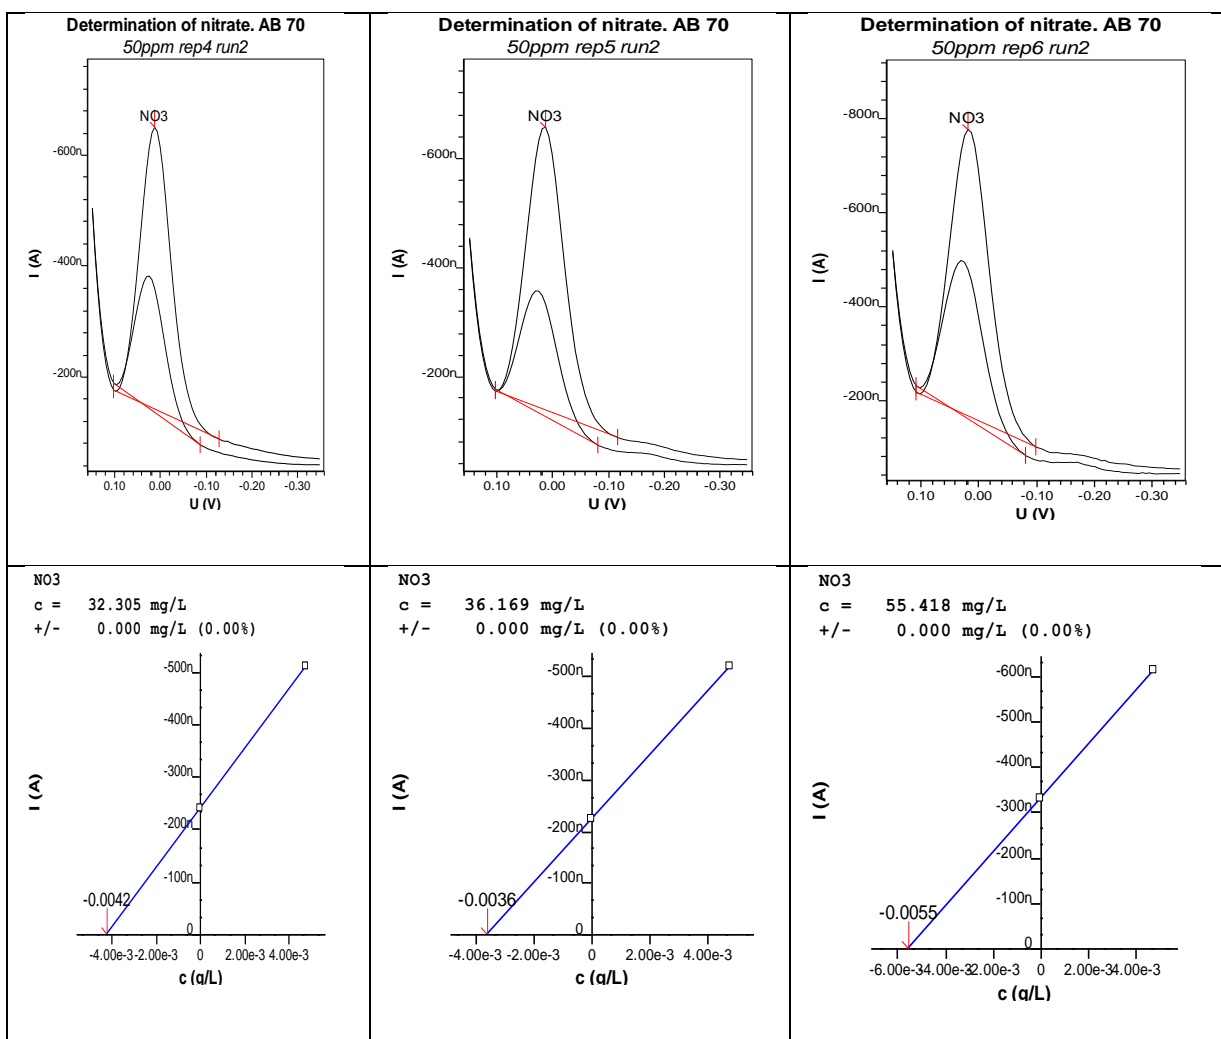 Determination of nitrate. AB 70
50ppm rep4 run2
NO3
-600n
-400n
-200n
I (A)
0.10 0.00 -0.10 -0.20 -0.30
U (V)
Determination of nitrate. AB 70
50ppm rep5 run2
NO3
-600n
-400n
-200n
I (A)
0.10 0.00 -0.10 -0.20 -0.30
U (V)
Determination of nitrate. AB 70
50ppm rep6 run2
NO3
-800n
-600n
-400n
-200n
I (A)
0.10 0.00 -0.10 -0.20 -0.30
U (V)
NO3
c = 32.305 mg/L
+/- 0.000 mg/L (0.00%)
-500n
-400n
-300n
-200n
-100n
0
I (A)
-0.0042
-4.00e-3 -2.00e-3 0 2.00e-3 4.00e-3
c (g/L)
NO3
c = 36.169 mg/L
+/- 0.000 mg/L (0.00%)
-500n
-400n
-300n
-200n
-100n
0
I (A)
-0.0036
-4.00e-3 -2.00e-3 0 2.00e-3 4.00e-3
c (g/L)
NO3
c = 55.418 mg/L
+/- 0.000 mg/L (0.00%)
-600n
-500n
-400n
-300n
-200n
-100n
0
I (A)
-0.0055
-6.00e-3 -4.00e-3 -2.00e-3 0 2.00e-3 4.00e-3
c (g/L)